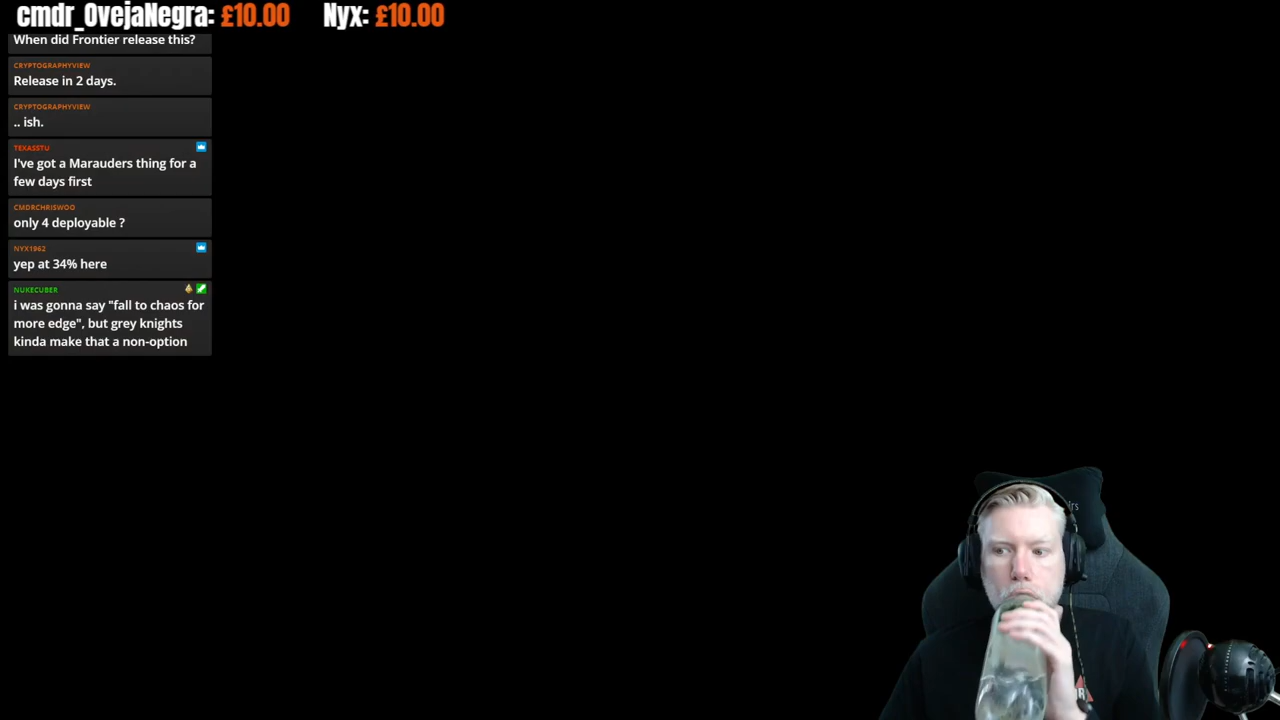 cmdr_OvejaNegra: £10.00 Nyx: £10.00
When did Frontier release this?
CRYPTOGRAPHYVIEW
Release in 2 days.
CRYPTOGRAPHYVIEW
.. ish.
TEXASSTU
I've got a Marauders thing for a
few days first
CMDRCHRISWOO
only 4 deployable ?
NYX1962
yep at 34% here
NUKECUBER
i was gonna say "fall to chaos for
more edge", but grey knights
kinda make that a non-option